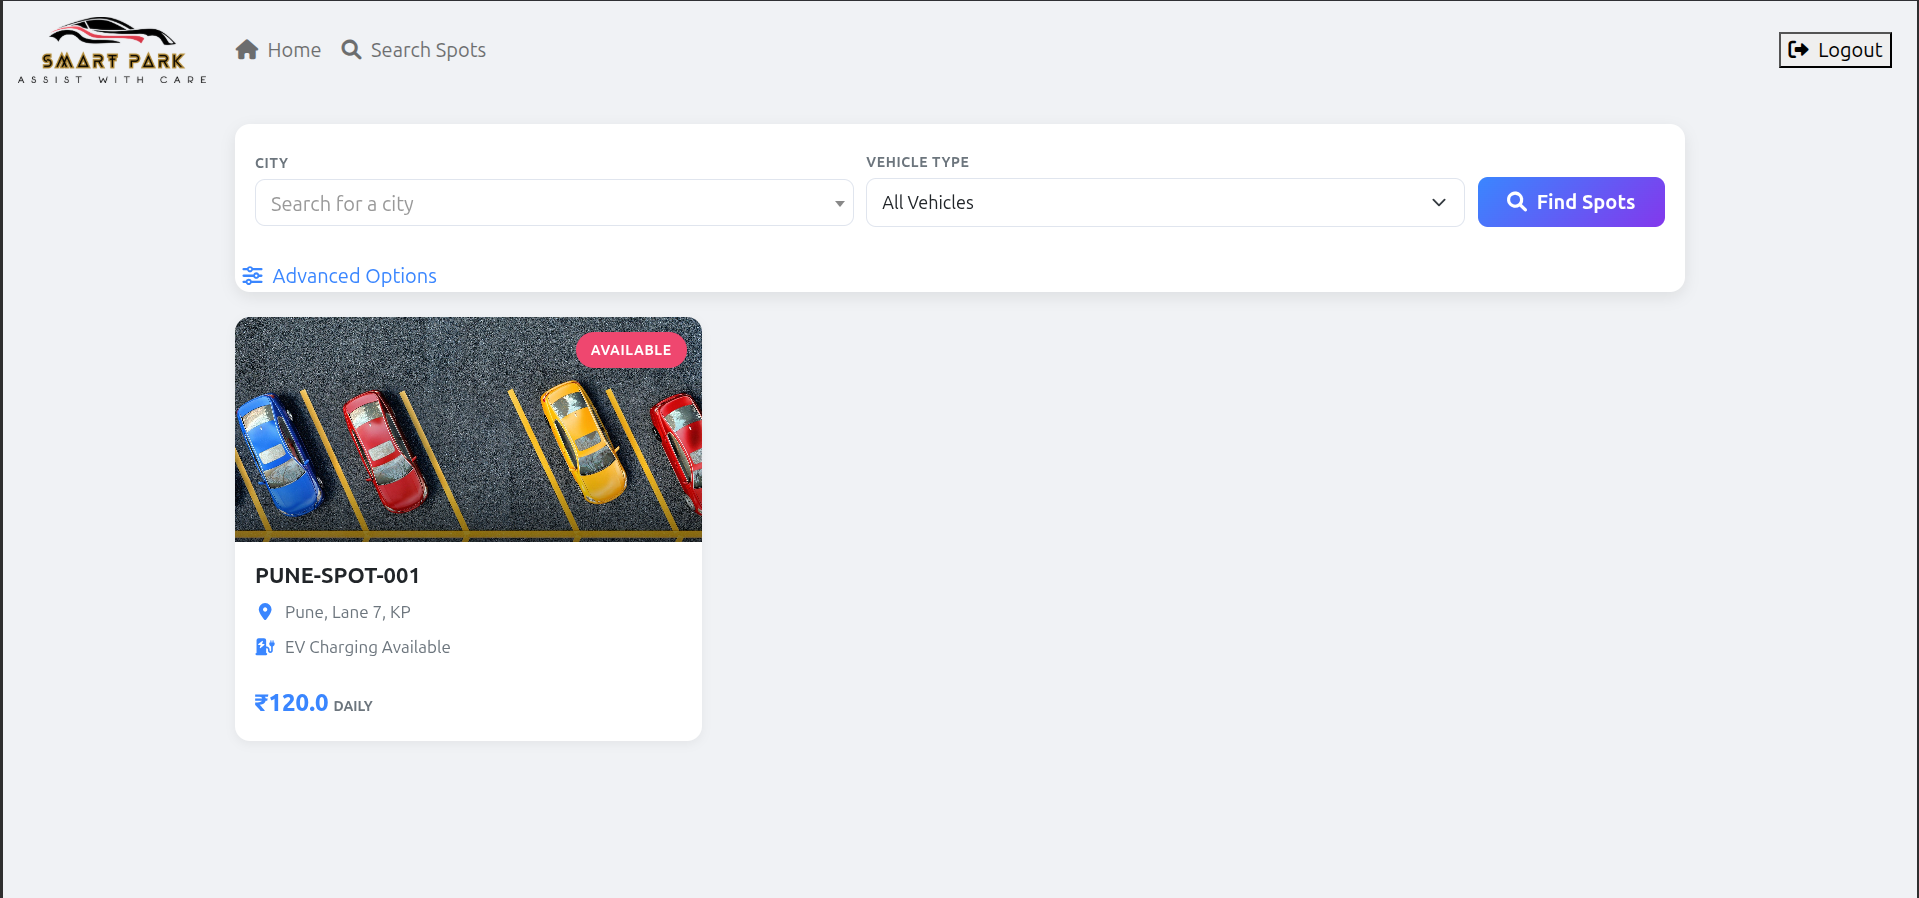 SMART PARK
ASSIST WITH CARE
Home
Search Spots
Logout
CITY
VEHICLE TYPE
Search for a city
All Vehicles
Find Spots
Advanced Options
AVAILABLE
PUNE-SPOT-001
Pune, Lane 7, KP
EV Charging Available
₹120.0 DAILY